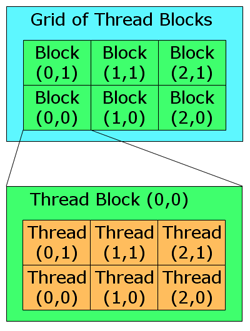 Grid of Thread Blocks
Block Block Block
(0,1) (1,1) (2,1)
Block Block Block
(0,0) (1,0) (2,0)
Thread Block (0,0)
Thread Thread Thread
(0,1) (1,1) (2,1)
Thread Thread Thread
(0,0) (1,0) (2,0)